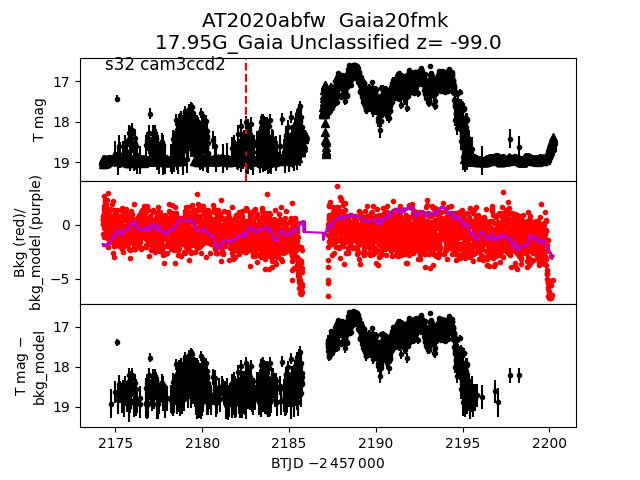 AT2020abfw  Gaia20fmk
17.95G_Gaia Unclassified z= -99.0
s32 cam3ccd2
T mag
17
18
19
Bkg (red)/
bkg_model (purple)
0
−5
T mag −
bkg_model
17
18
19
2175 2180 2185 2190 2195 2200
BTJD −2 457 000